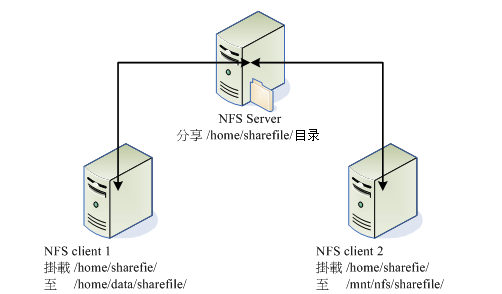 NFS Server
分享 /home/sharefile/目录
NFS client 1
掛載 /home/sharefie/
至 /home/data/sharefile/
NFS client 2
掛載 /home/sharefie/
至 /mnt/nfs/sharefile/